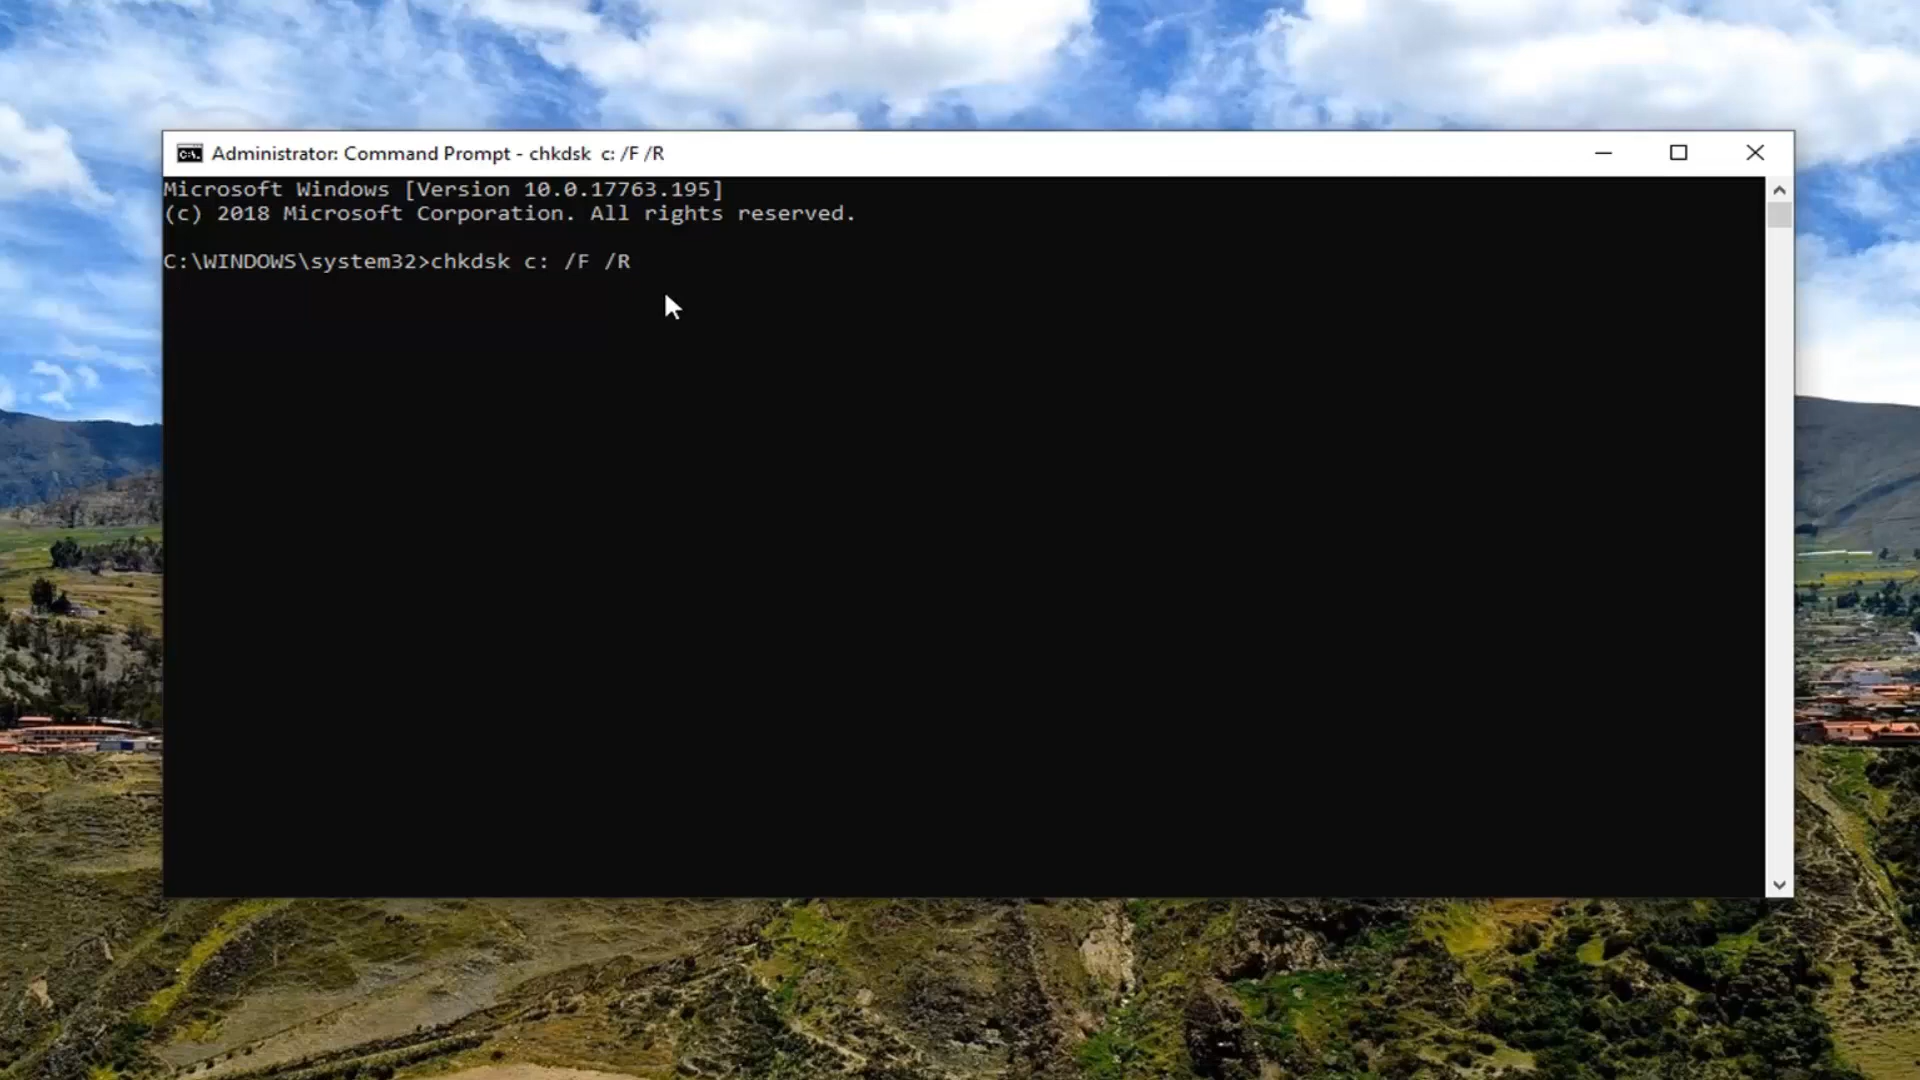 Administrator: Command Prompt - chkdsk  c: /F /R
Microsoft Windows [Version 10.0.17763.195]
(c) 2018 Microsoft Corporation. All rights reserved.
C:\WINDOWS\system32>chkdsk c: /F /R